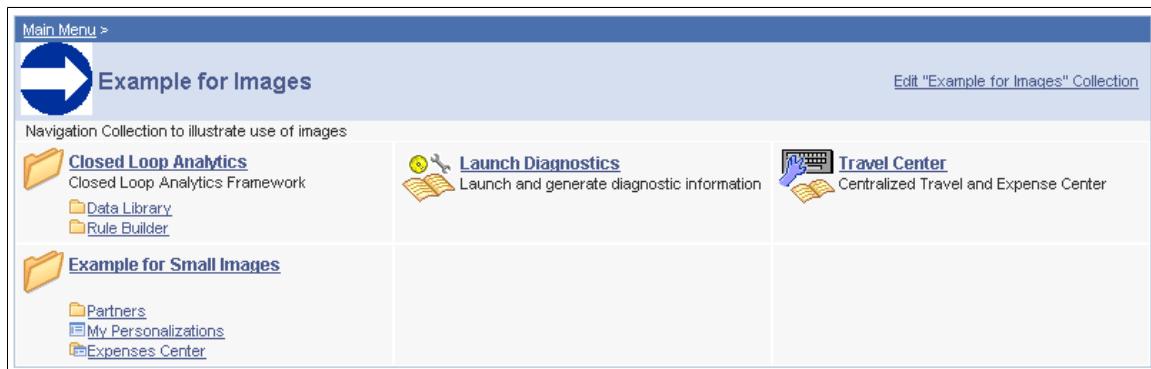 Main Menu >
Example for Images
Edit "Example for Images" Collection
Navigation Collection to illustrate use of images
Closed Loop Analytics
Closed Loop Analytics Framework
Data Library
Rule Builder
Launch Diagnostics
Launch and generate diagnostic information
Travel Center
Centralized Travel and Expense Center
Example for Small Images
Partners
My Personalizations
Expenses Center